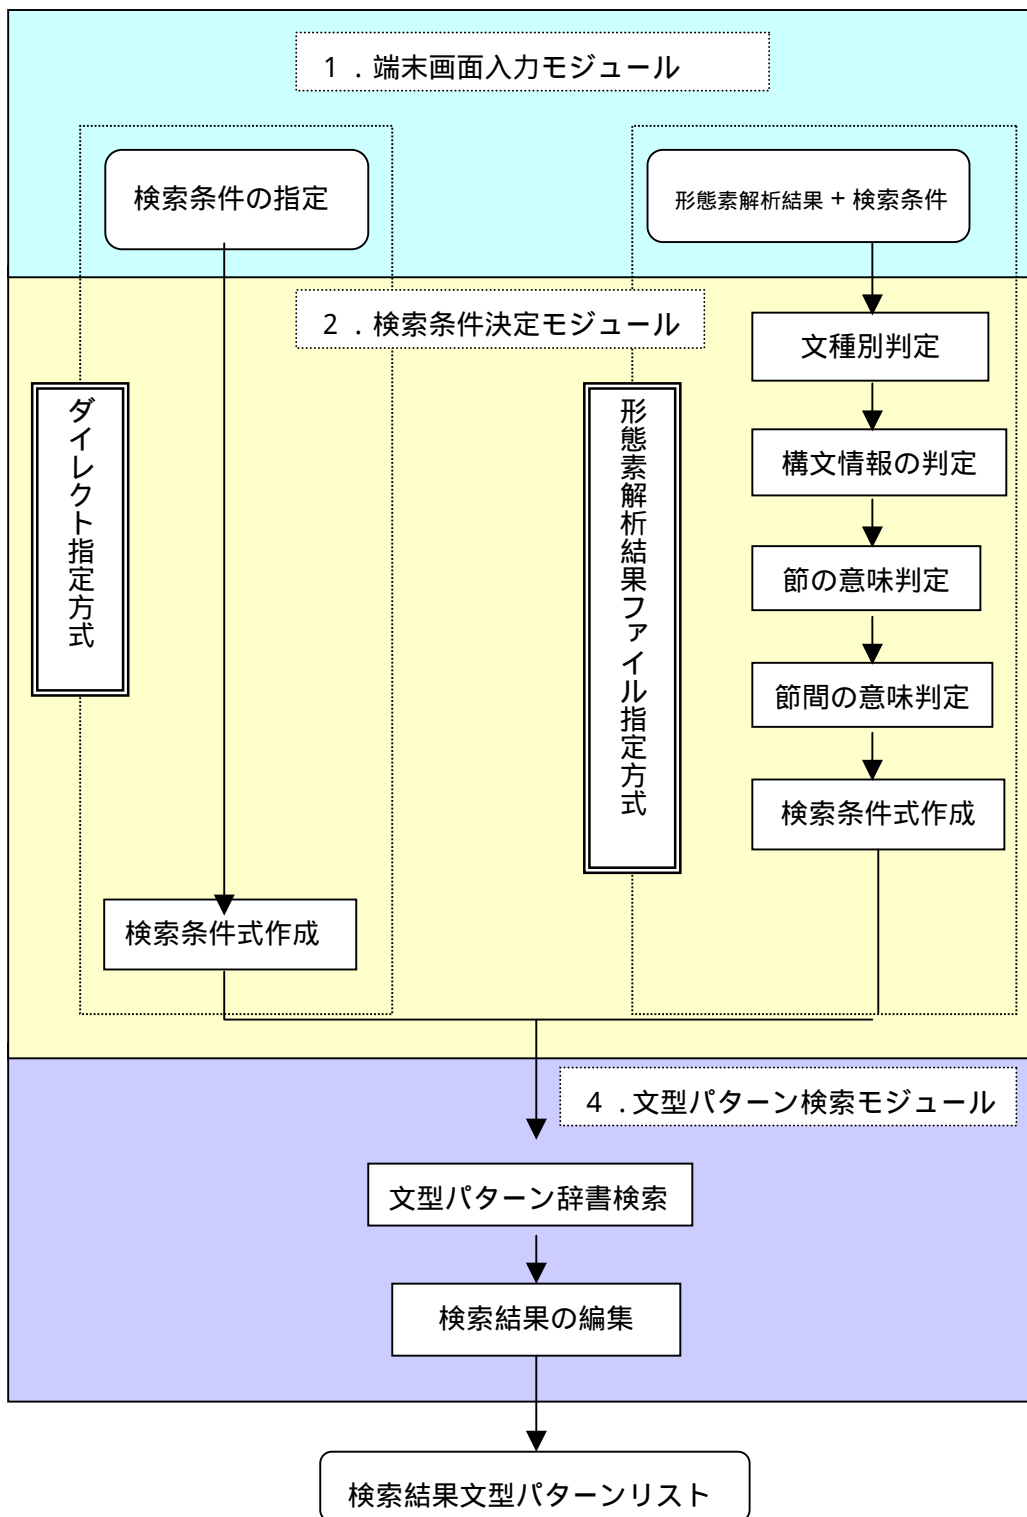 1．端末画面入力モジュール
検索条件の指定
形態素解析結果 + 検索条件
2．検索条件決定モジュール
文種別判定
ダイレクト指定方式
形態素解析結果ファイル指定方式
構文情報の判定
節の意味判定
節間の意味判定
検索条件式作成
検索条件式作成
4．文型パターン検索モジュール
文型パターン辞書検索
検索結果の編集
検索結果文型パターンリスト